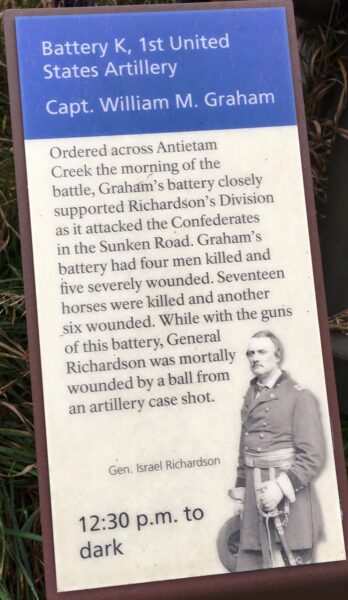 Battery K, 1st United
States Artillery
Capt. William M. Graham
Ordered across Antietam
Creek the morning of the
battle, Graham's battery closely
supported Richardson's Division
as it attacked the Confederates
in the Sunken Road. Graham's
battery had four men killed and
five severely wounded. Seventeen
horses were killed and another
six wounded. While with the guns
of this battery, General
Richardson was mortally
wounded by a ball from
an artillery case shot.
Gen. Israel Richardson
12:30 p.m. to
dark